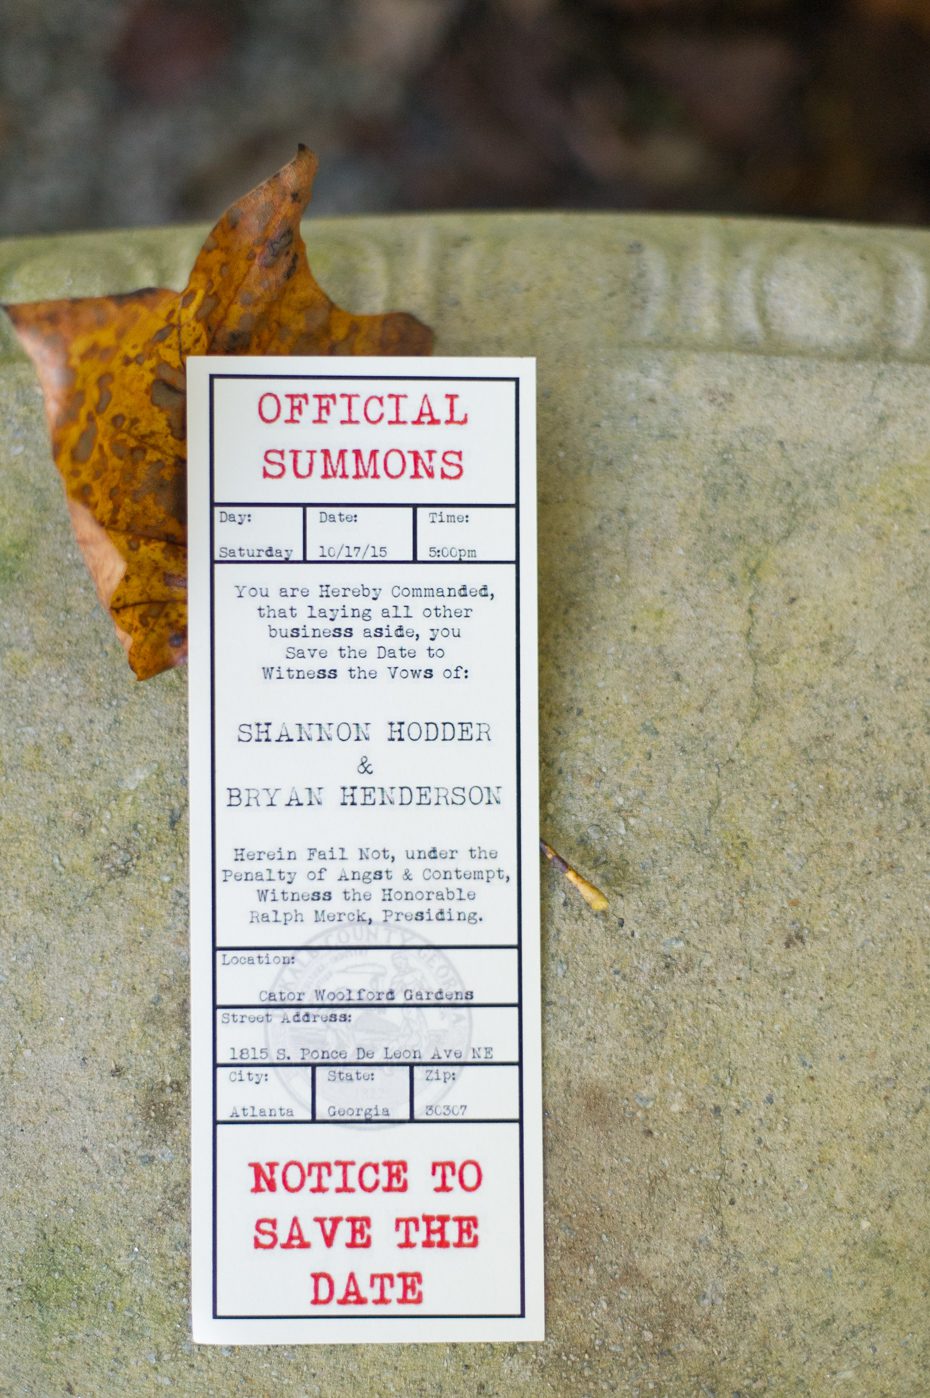 OFFICIAL
SUMMONS
Day: Date: Time:
Saturday 10/17/15 5:00pm
You are Hereby Commanded,
that laying all other
business aside, you
Save the Date to
Witness the Vows of:
SHANNON HODDER
&
BRYAN HENDERSON
Herein Fail Not, under the
Penalty of Angst & Contempt,
Witness the Honorable
Ralph Merck, Presiding.
COUNTY GEORGIA
Location:
Cator Woolford Gardens
Street Address:
1815 S. Ponce De Leon Ave NE
City: State: Zip:
Atlanta Georgia 30307
NOTICE TO
SAVE THE
DATE